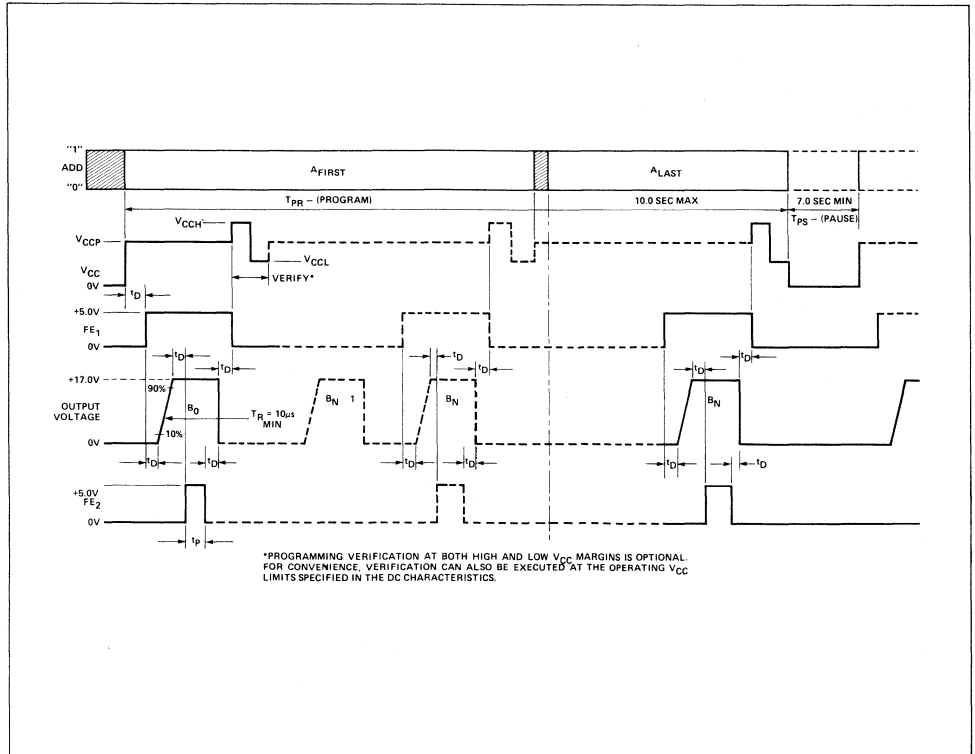 "1"
ADD
"0"
AFIRST
ALAST
TPR – (PROGRAM)
10.0 SEC MAX
7.0 SEC MIN
TPS – (PAUSE)
VCCH
VCCP
VCCL
VCC
0V
VERIFY*
tD
+5.0V
FE1
0V
tD
tD
tD
tD
tD
tD
+17.0V
90%
OUTPUT
VOLTAGE
B0
TR = 10μs
MIN
BN 1
BN
BN
10%
0V
tD
tD
tD
tD
tD
tD
+5.0V
FE2
0V
tP
*PROGRAMMING VERIFICATION AT BOTH HIGH AND LOW VCC MARGINS IS OPTIONAL.
FOR CONVENIENCE, VERIFICATION CAN ALSO BE EXECUTED AT THE OPERATING VCC
LIMITS SPECIFIED IN THE DC CHARACTERISTICS.